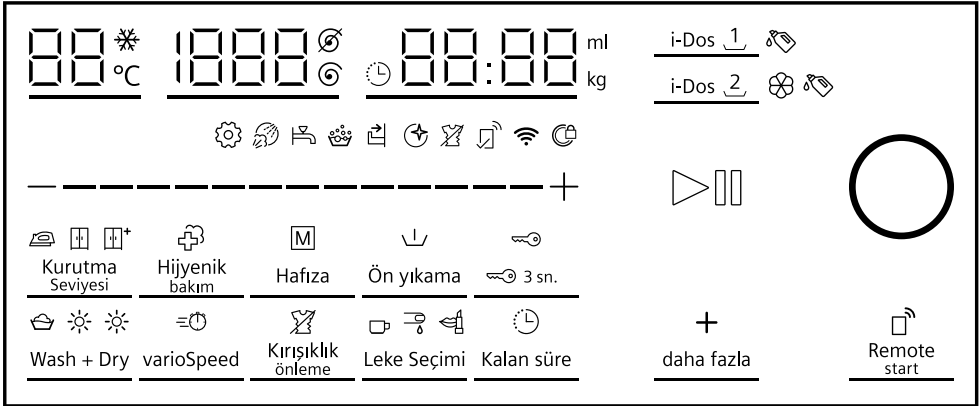 88 °C 1888 88:88 ml
kg
i-Dos 1
i-Dos 2
M
Kurutma Seviyesi
Hijyenik bakım
Hafıza
Ön yıkama
3 sn.
Wash + Dry
varioSpeed
Kırışıklık önleme
Leke Seçimi
Kalan süre
+
daha fazla
Remote start